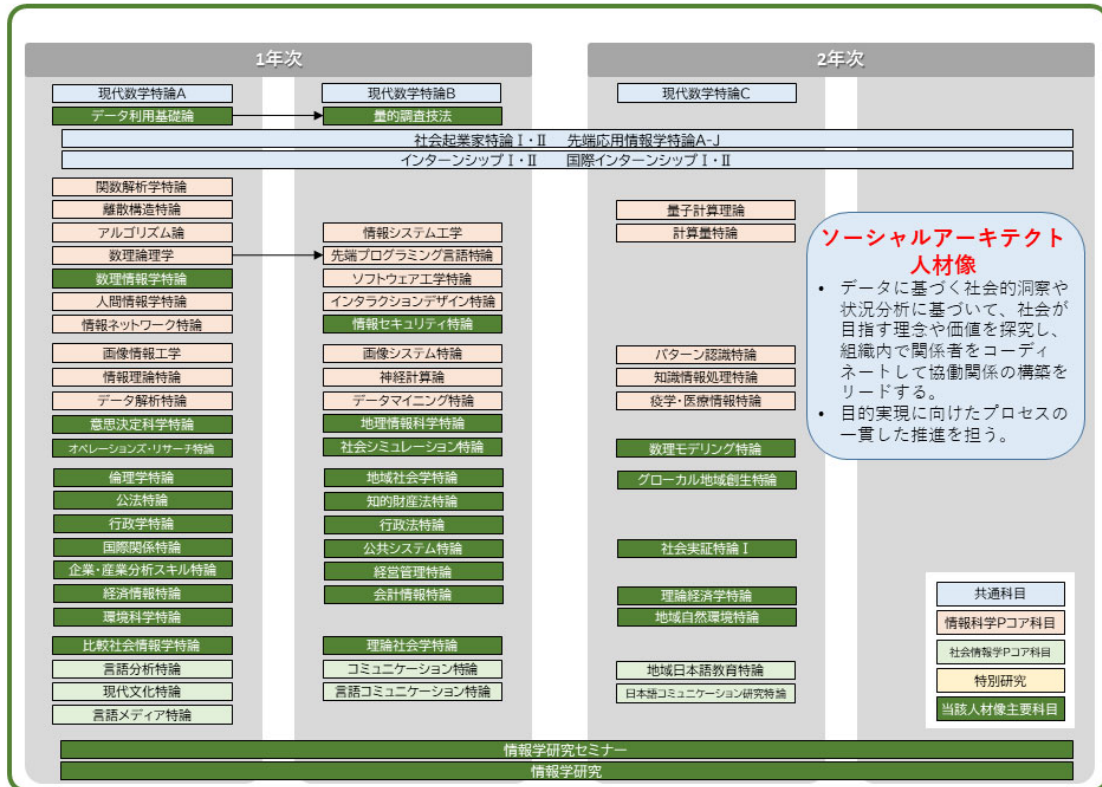 1年次
2年次
現代数学特論A
現代数学特論B
現代数学特論C
データ利用基礎論
量的調査技法
社会起業家特論Ⅰ・Ⅱ 先端応用情報学特論A-J
インターンシップⅠ・Ⅱ 国際インターンシップⅠ・Ⅱ
関数解析学特論
離散構造特論
アルゴリズム論
数理論理学
数理情報学特論
人間情報学特論
情報ネットワーク特論
情報システム工学
先端プログラミング言語特論
ソフトウェア工学特論
インタラクションデザイン特論
情報セキュリティ特論
量子計算理論
計算量特論
画像情報工学
情報理論特論
データ解析特論
意思決定科学特論
オペレーションズ・リサーチ特論
画像システム特論
神経計算論
データマイニング特論
地理情報科学特論
社会シミュレーション特論
パターン認識特論
知識情報処理特論
疫学・医療情報特論
数理モデリング特論
倫理学特論
公法特論
行政学特論
国際関係特論
企業・産業分析スキル特論
経済情報特論
環境科学特論
地域社会学特論
知的財産法特論
行政法特論
公共システム特論
経営管理特論
会計情報特論
グローカル地域創生特論
社会実証特論Ⅰ
理論経済学特論
地域自然環境特論
比較社会情報学特論
言語分析特論
現代文化特論
言語メディア特論
理論社会学特論
コミュニケーション特論
言語コミュニケーション特論
地域日本語教育特論
日本語コミュニケーション研究特論
ソーシャルアーキテクト
人材像
• データに基づく社会的洞察や
状況分析に基づいて、社会が
目指す理念や価値を探究し、
組織内で関係者をコーディ
ネートして協働関係の構築を
リードする。
• 目的実現に向けたプロセスの
一貫した推進を担う。
共通科目
情報科学Pコア科目
社会情報学Pコア科目
特別研究
当該人材像主要科目
情報学研究セミナー
情報学研究